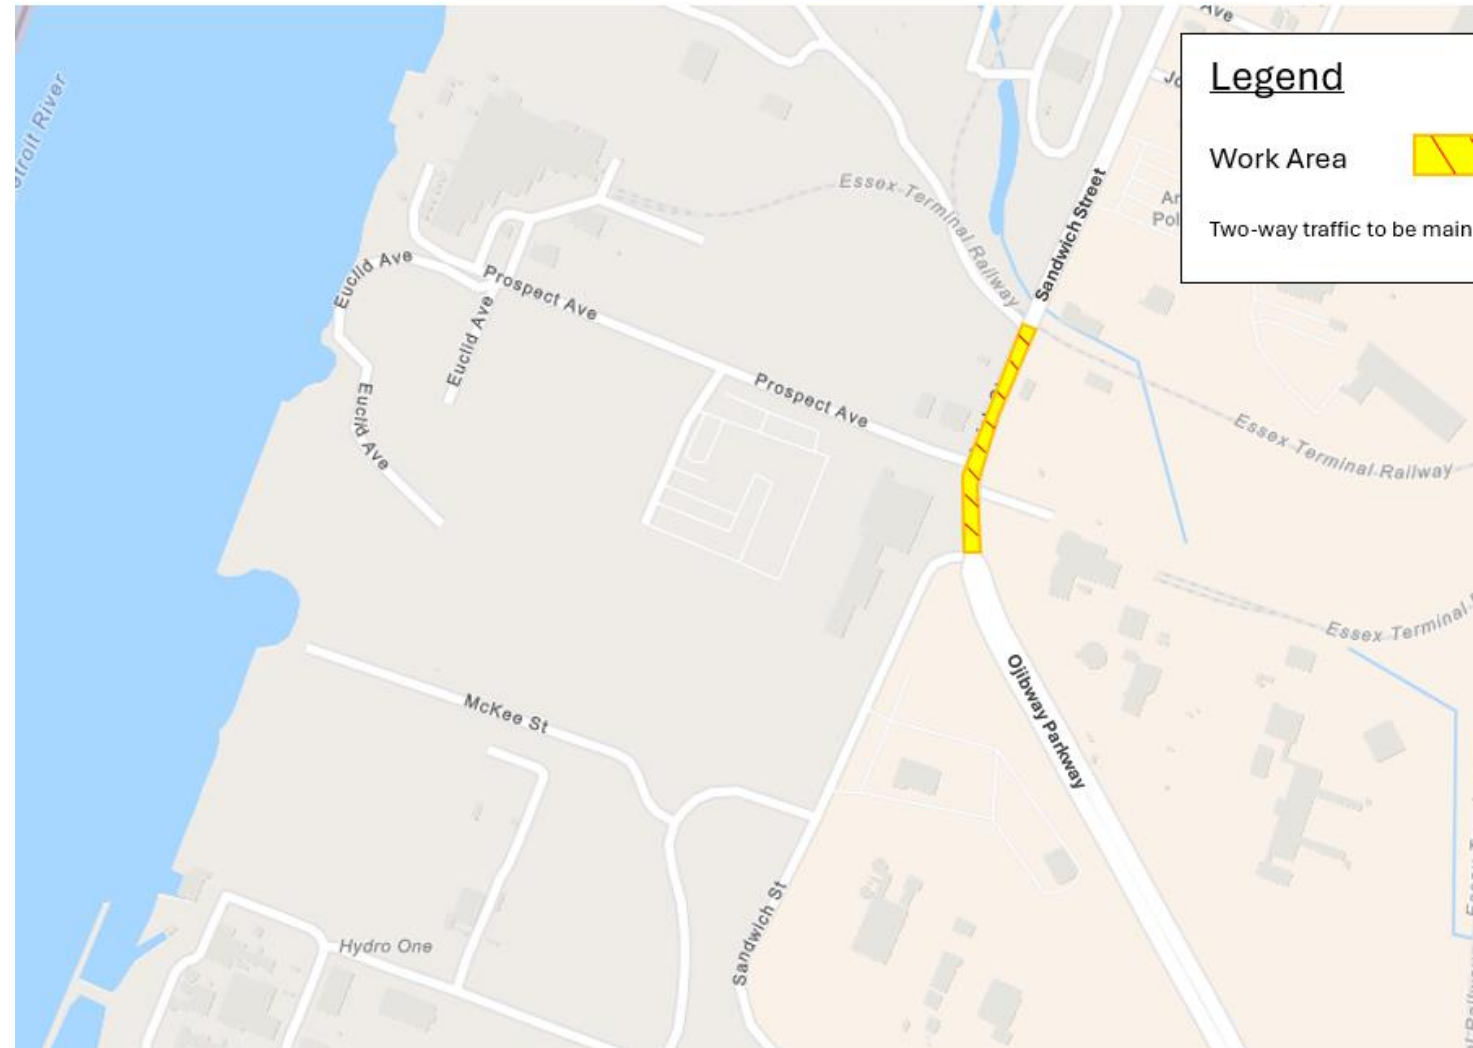 Ave
Legend
Work Area
Two-way traffic to be main
Detroit River
Essex Terminal Railway
Sandwich Street
Euclid Ave
Prospect Ave
Euclid Ave
Prospect Ave
Euclid Ave
Essex Terminal Railway
Essex Terminal
McKee St
Ojibway Parkway
Sandwich St
Hydro One